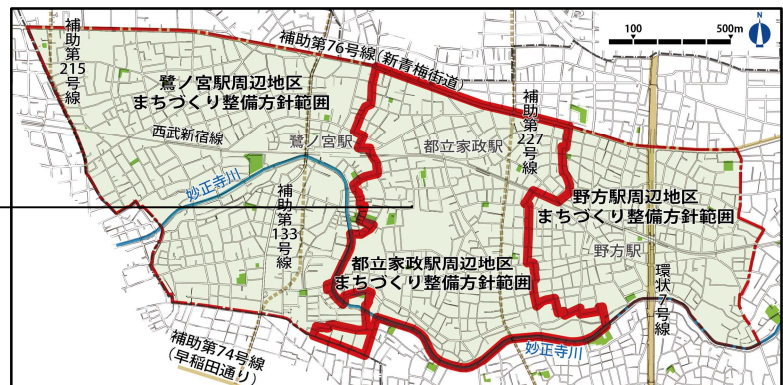 補助第76号線(新青梅街道)
100
500m
N
補助第
215号線
鷺ノ宮駅周辺地区
まちづくり整備方針範囲
西武新宿線
鷺ノ宮駅
都立家政駅
補助第
227号線
妙正寺川
補助第
133号線
野方駅周辺地区
まちづくり整備方針範囲
野方駅
都立家政駅周辺地区
まちづくり整備方針範囲
環状7号線
妙正寺川
補助第74号線
(早稲田通り)